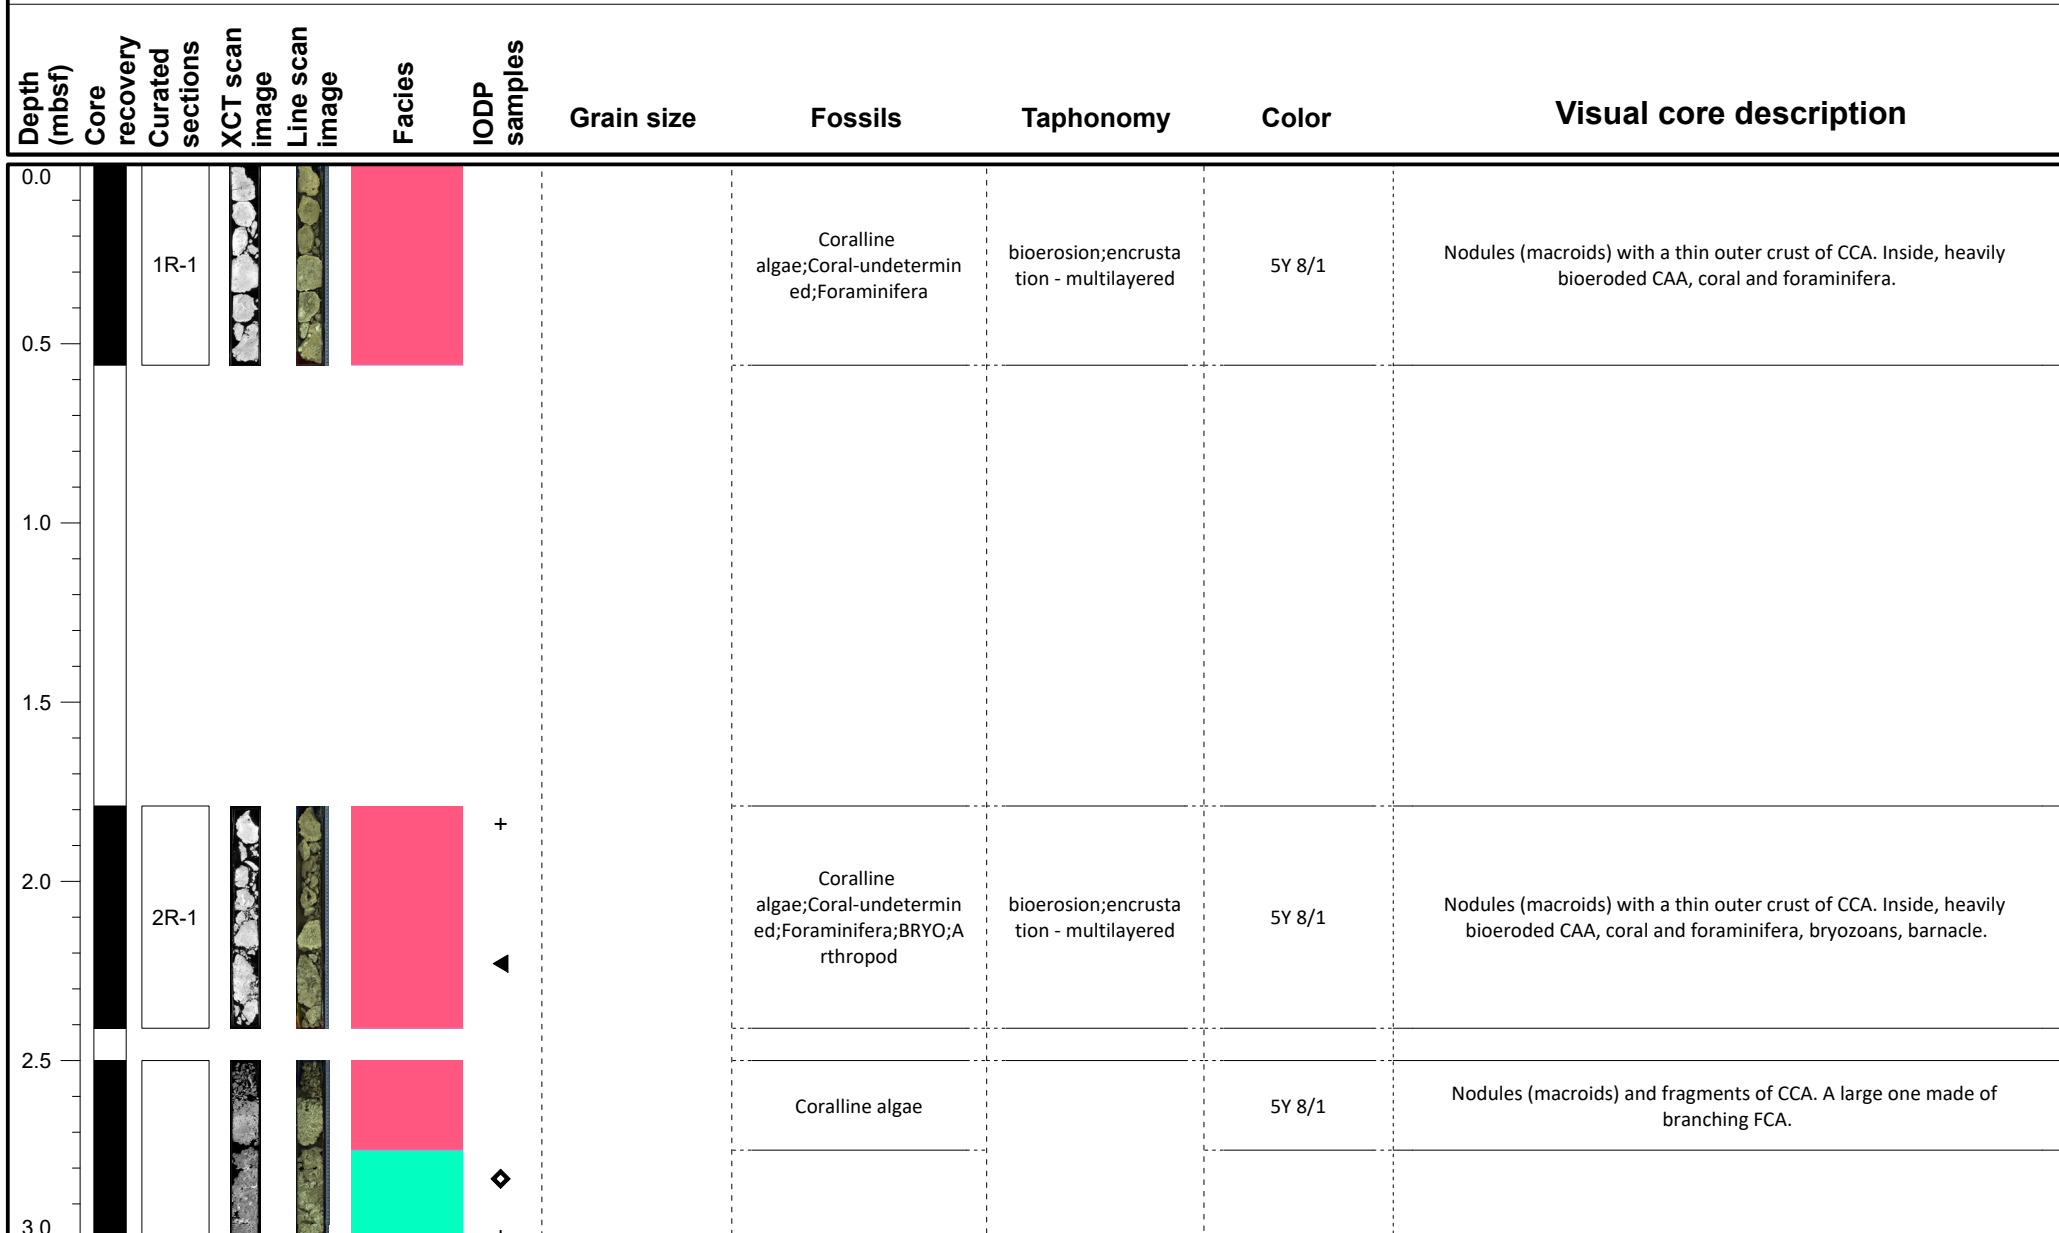 Depth
(mbsf)
Core
recovery
Curated
sections
XCT scan
image
Line scan
image
Facies
IODP
samples
Grain size
Fossils
Taphonomy
Color
Visual core description
0.0
1R-1
Coralline
algae;Coral-undetermin
ed;Foraminifera
bioerosion;encrusta
tion - multilayered
5Y 8/1
Nodules (macroids) with a thin outer crust of CCA. Inside, heavily
bioeroded CAA, coral and foraminifera.
0.5
1.0
1.5
+
2.0
2R-1
Coralline
algae;Coral-undetermin
ed;Foraminifera;BRYO;A
rthropod
bioerosion;encrusta
tion - multilayered
5Y 8/1
Nodules (macroids) with a thin outer crust of CCA. Inside, heavily
bioeroded CAA, coral and foraminifera, bryozoans, barnacle.
2.5
Coralline algae
5Y 8/1
Nodules (macroids) and fragments of CCA. A large one made of
branching FCA.
3.0